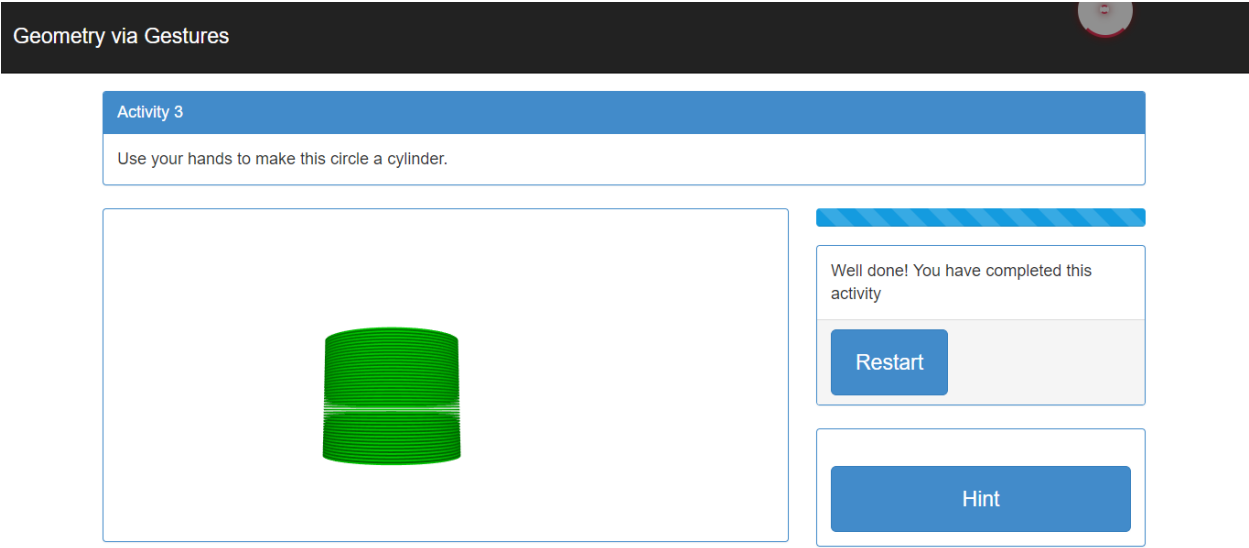 Geometry via Gestures
Activity 3
Use your hands to make this circle a cylinder.
Well done! You have completed this
activity
Restart
Hint